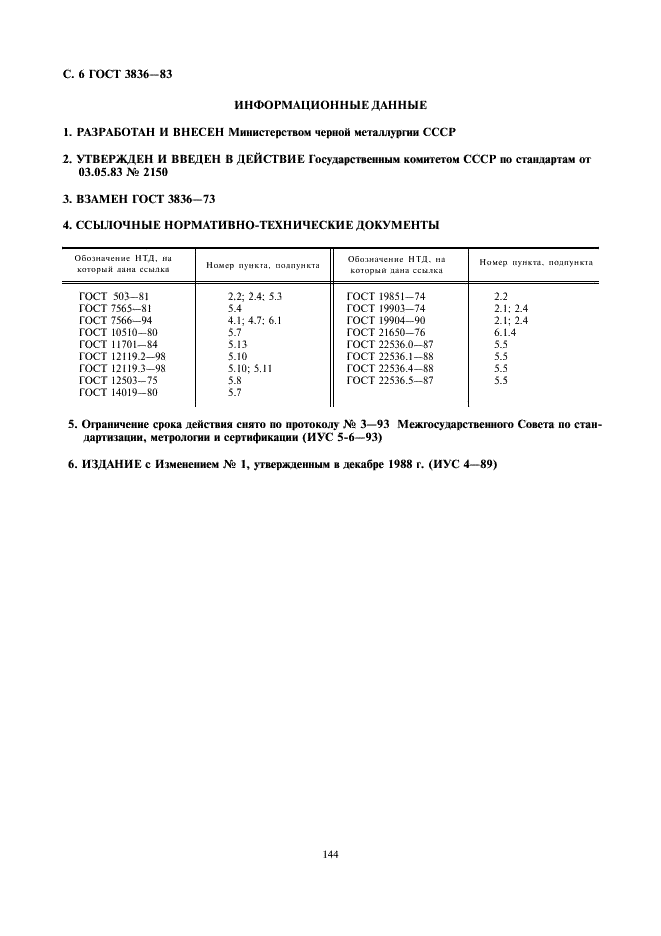 С. 6 ГОСТ 3836—83
ИНФОРМАЦИОННЫЕ ДАННЫЕ
1. РАЗРАБОТАН И ВНЕСЕН Министерством черной металлургии СССР
2. УТВЕРЖДЕН И ВВЕДЕН В ДЕЙСТВИЕ Государственным комитетом СССР по стандартам от
03.05.83 № 2150
3. ВЗАМЕН ГОСТ 3836—73
4. ССЫЛОЧНЫЕ НОРМАТИВНО-ТЕХНИЧЕСКИЕ ДОКУМЕНТЫ
Обозначение НТД, на который дана ссылка | Номер пункта, подпункта | Обозначение НТД, на который дана ссылка | Номер пункта, подпункта
ГОСТ 503—81 | 2.2; 2.4; 5.3 | ГОСТ 19851—74 | 2.2
ГОСТ 7565—81 | 5.4 | ГОСТ 19903—74 | 2.1; 2.4
ГОСТ 7566—94 | 4.1; 4.7; 6.1 | ГОСТ 19904—90 | 2.1; 2.4
ГОСТ 10510—80 | 5.7 | ГОСТ 21650—76 | 6.1.4
ГОСТ 11701—84 | 5.13 | ГОСТ 22536.0—87 | 5.5
ГОСТ 12119.2—98 | 5.10 | ГОСТ 22536.1—88 | 5.5
ГОСТ 12119.3—98 | 5.10; 5.11 | ГОСТ 22536.4—88 | 5.5
ГОСТ 12503—75 | 5.8 | ГОСТ 22536.5—87 | 5.5
ГОСТ 14019—80 | 5.7
5. Ограничение срока действия снято по протоколу № 3—93 Межгосударственного Совета по стан-
дартизации, метрологии и сертификации (ИУС 5-6—93)
6. ИЗДАНИЕ с Изменением № 1, утвержденным в декабре 1988 г. (ИУС 4—89)
144